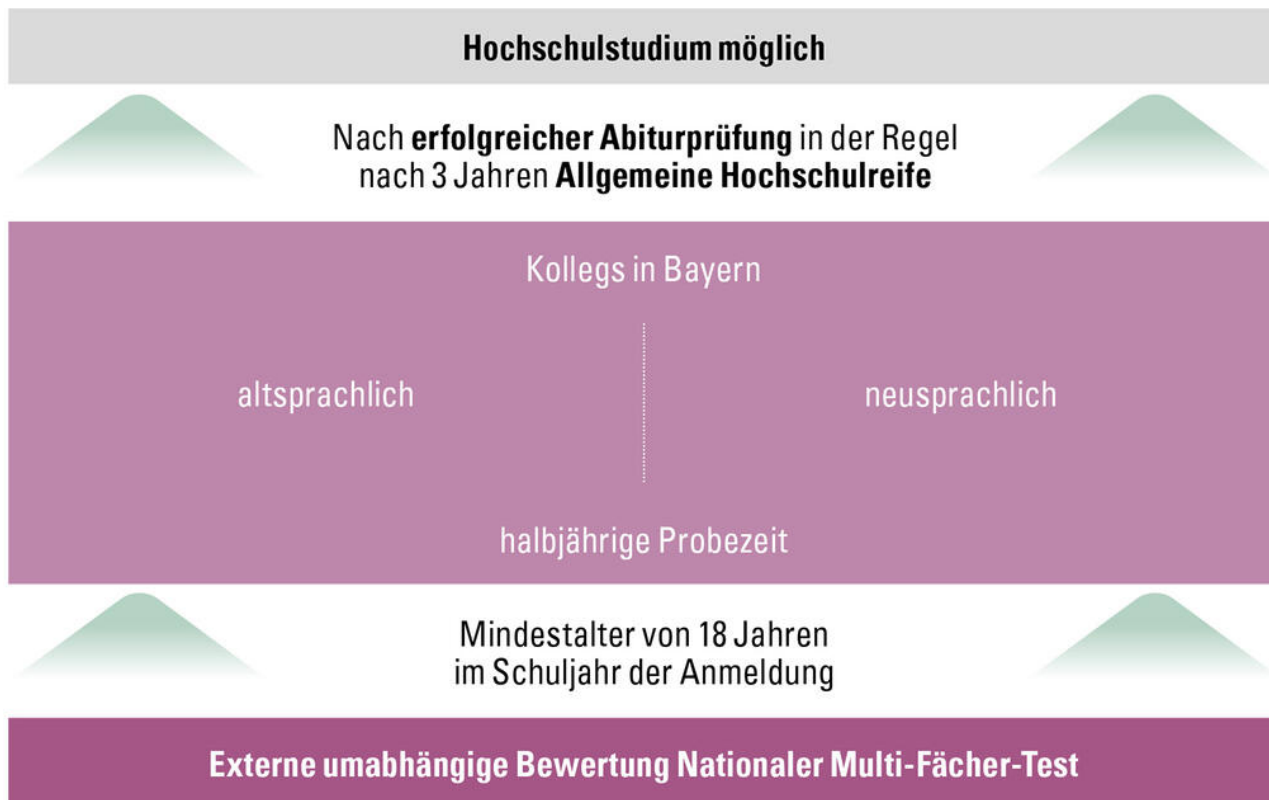 Hochschulstudium möglich
Nach erfolgreicher Abiturprüfung in der Regel
nach 3 Jahren Allgemeine Hochschulreife
Kollegs in Bayern
altsprachlich
neusprachlich
halbjährige Probezeit
Mindestalter von 18 Jahren
im Schuljahr der Anmeldung
Externe umabhängige Bewertung Nationaler Multi-Fächer-Test